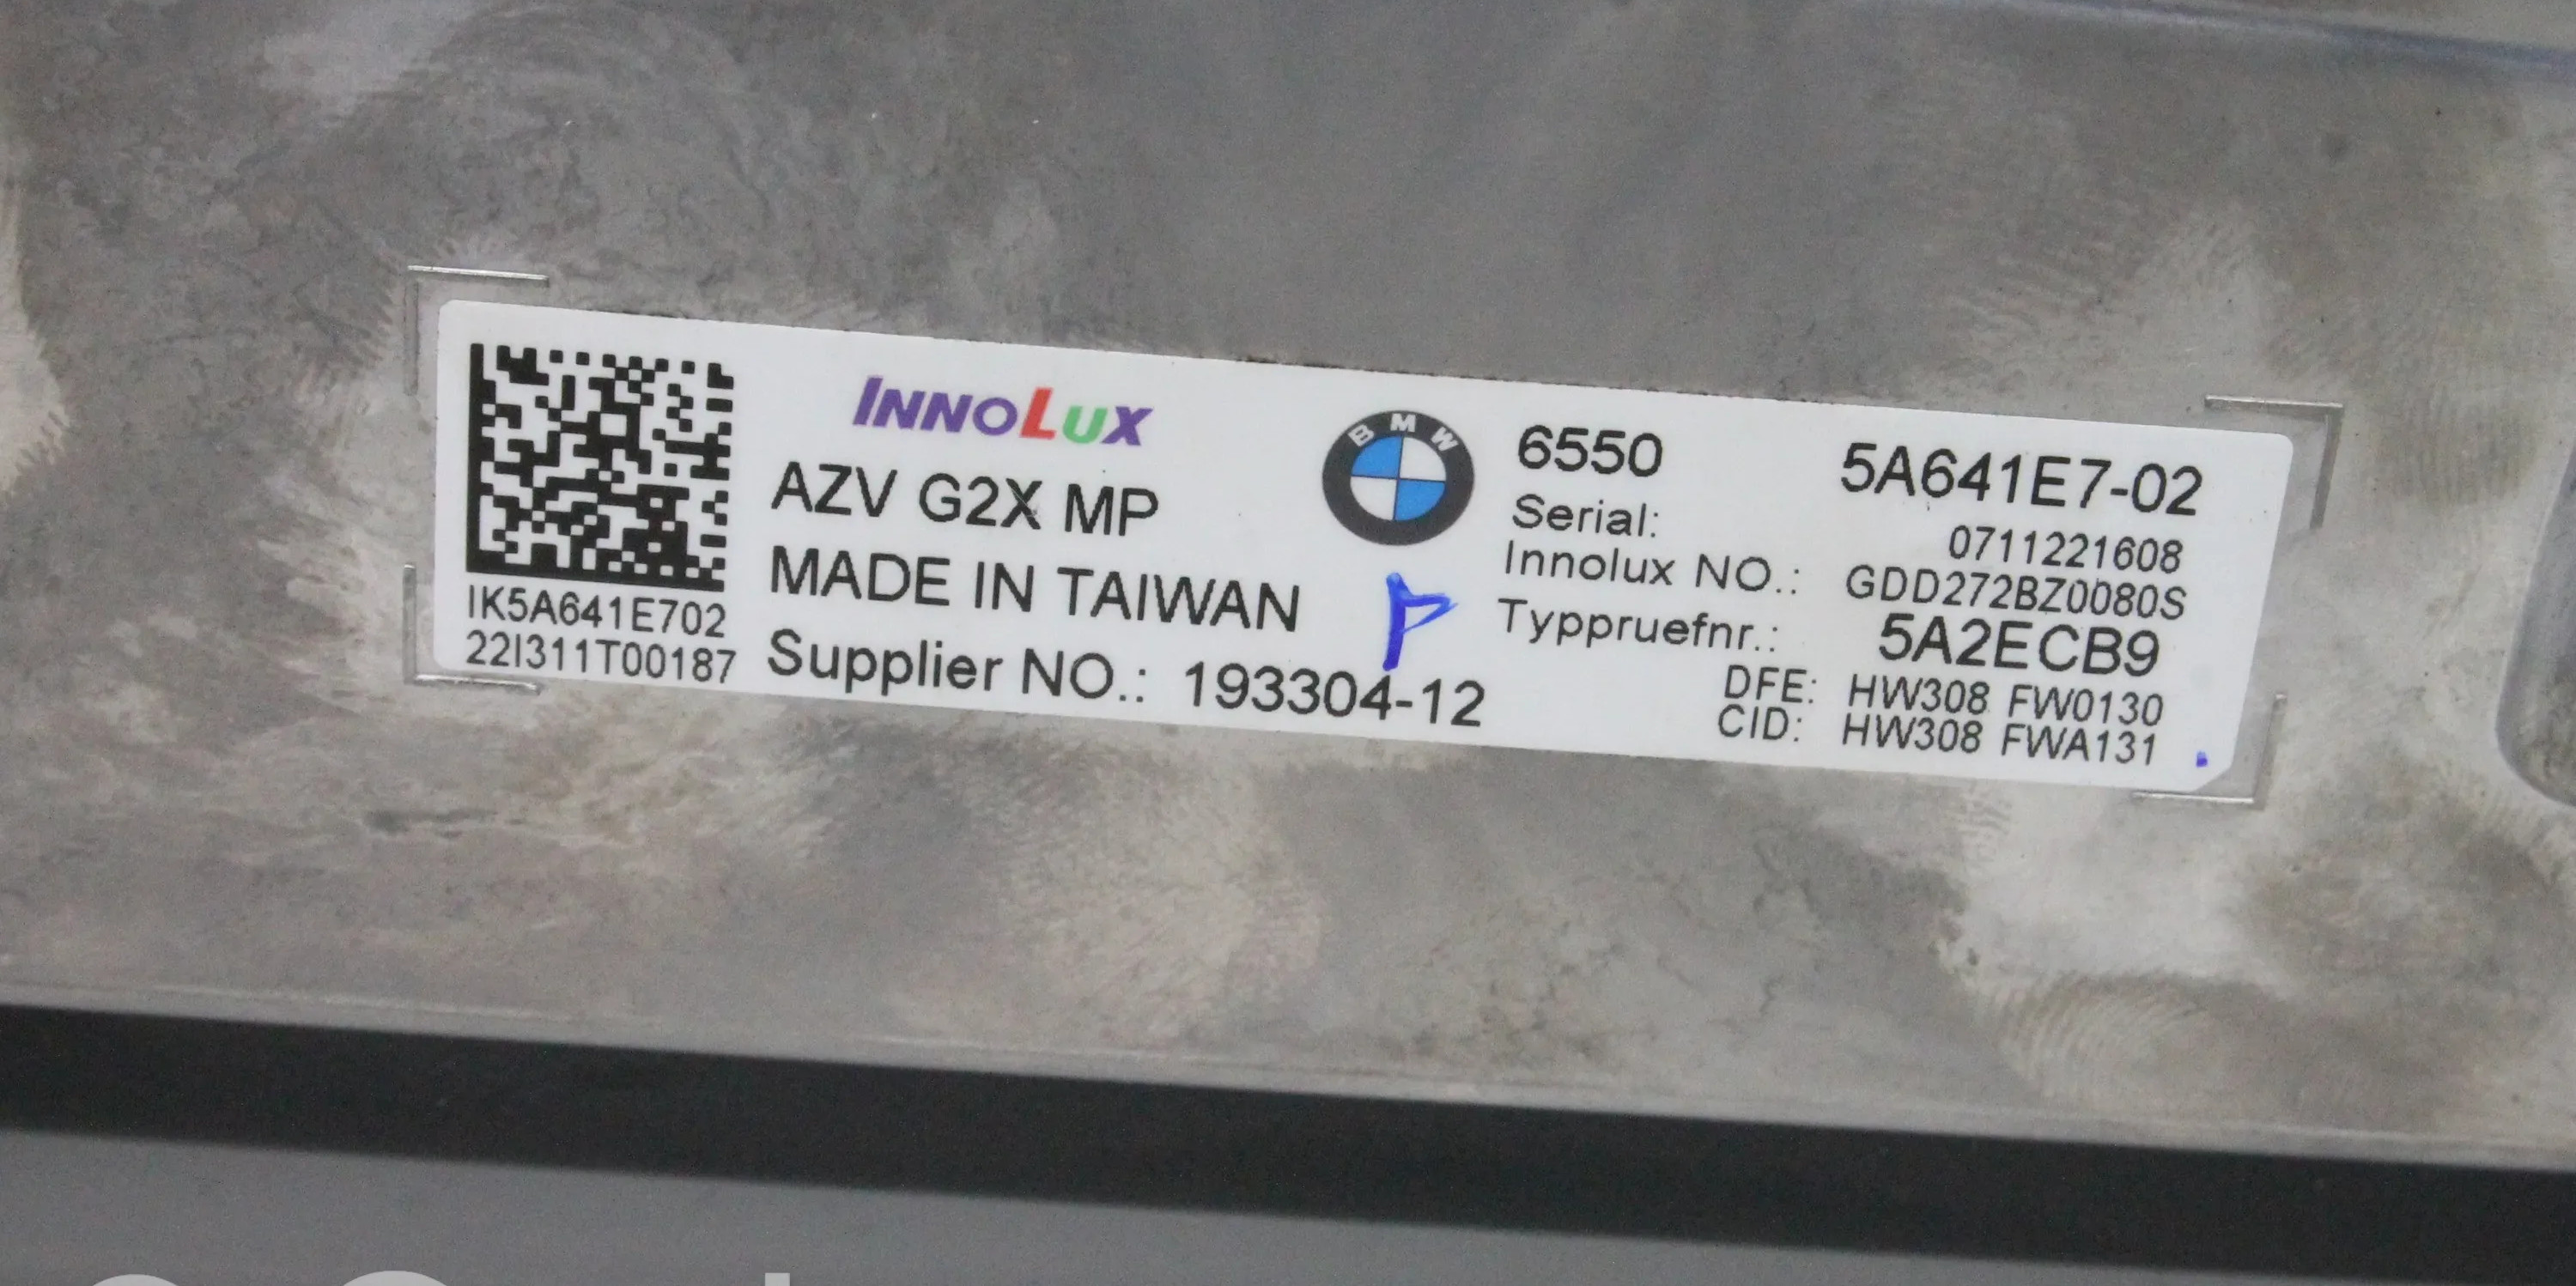 INNOLUX
AZV G2X MP
MADE IN TAIWAN
Supplier NO.: 193304-12
IK5A641E702
22I311T00187
BMW
6550 5A641E7-02
Serial: 0711221608
Innolux NO.: GDD272BZ0080S
Typpruefnr.: 5A2ECB9
DFE: HW308 FW0130
CID: HW308 FWA131